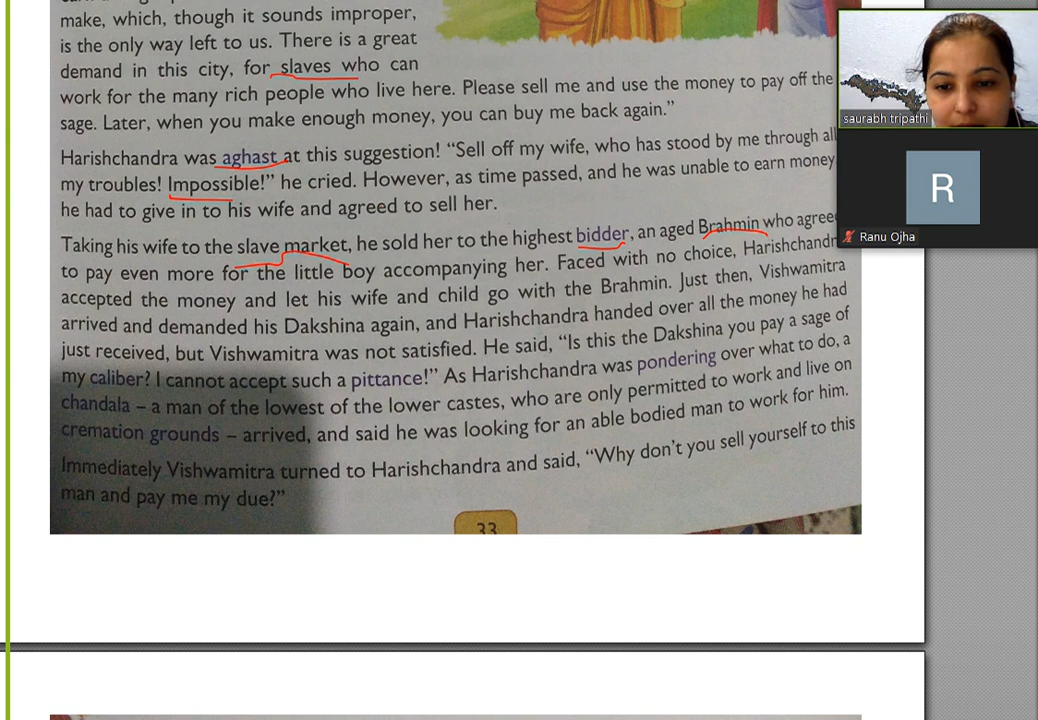 make, which, though it sounds improper,
is the only way left to us. There is a great
demand in this city, for slaves who can
work for the many rich people who live here. Please sell me and use the money to pay off the
sage. Later, when you make enough money, you can buy me back again.”
Harishchandra was aghast at this suggestion! “Sell off my wife, who has stood by me through all
my troubles! Impossible!” he cried. However, as time passed, and he was unable to earn money
he had to give in to his wife and agreed to sell her.
Taking his wife to the slave market, he sold her to the highest bidder, an aged Brahmin who agree
to pay even more for the little boy accompanying her. Faced with no choice, Harishchandr
accepted the money and let his wife and child go with the Brahmin. Just then, Vishwamitra
arrived and demanded his Dakshina again, and Harishchandra handed over all the money he had
just received, but Vishwamitra was not satisfied. He said, “Is this the Dakshina you pay a sage of
my caliber? I cannot accept such a pittance!” As Harishchandra was pondering over what to do, a
chandala – a man of the lowest of the lower castes, who are only permitted to work and live on
cremation grounds – arrived, and said he was looking for an able bodied man to work for him.
Immediately Vishwamitra turned to Harishchandra and said, “Why don’t you sell yourself to this
man and pay me my due?”
33
saurabh tripathi
R
Ranu Ojha